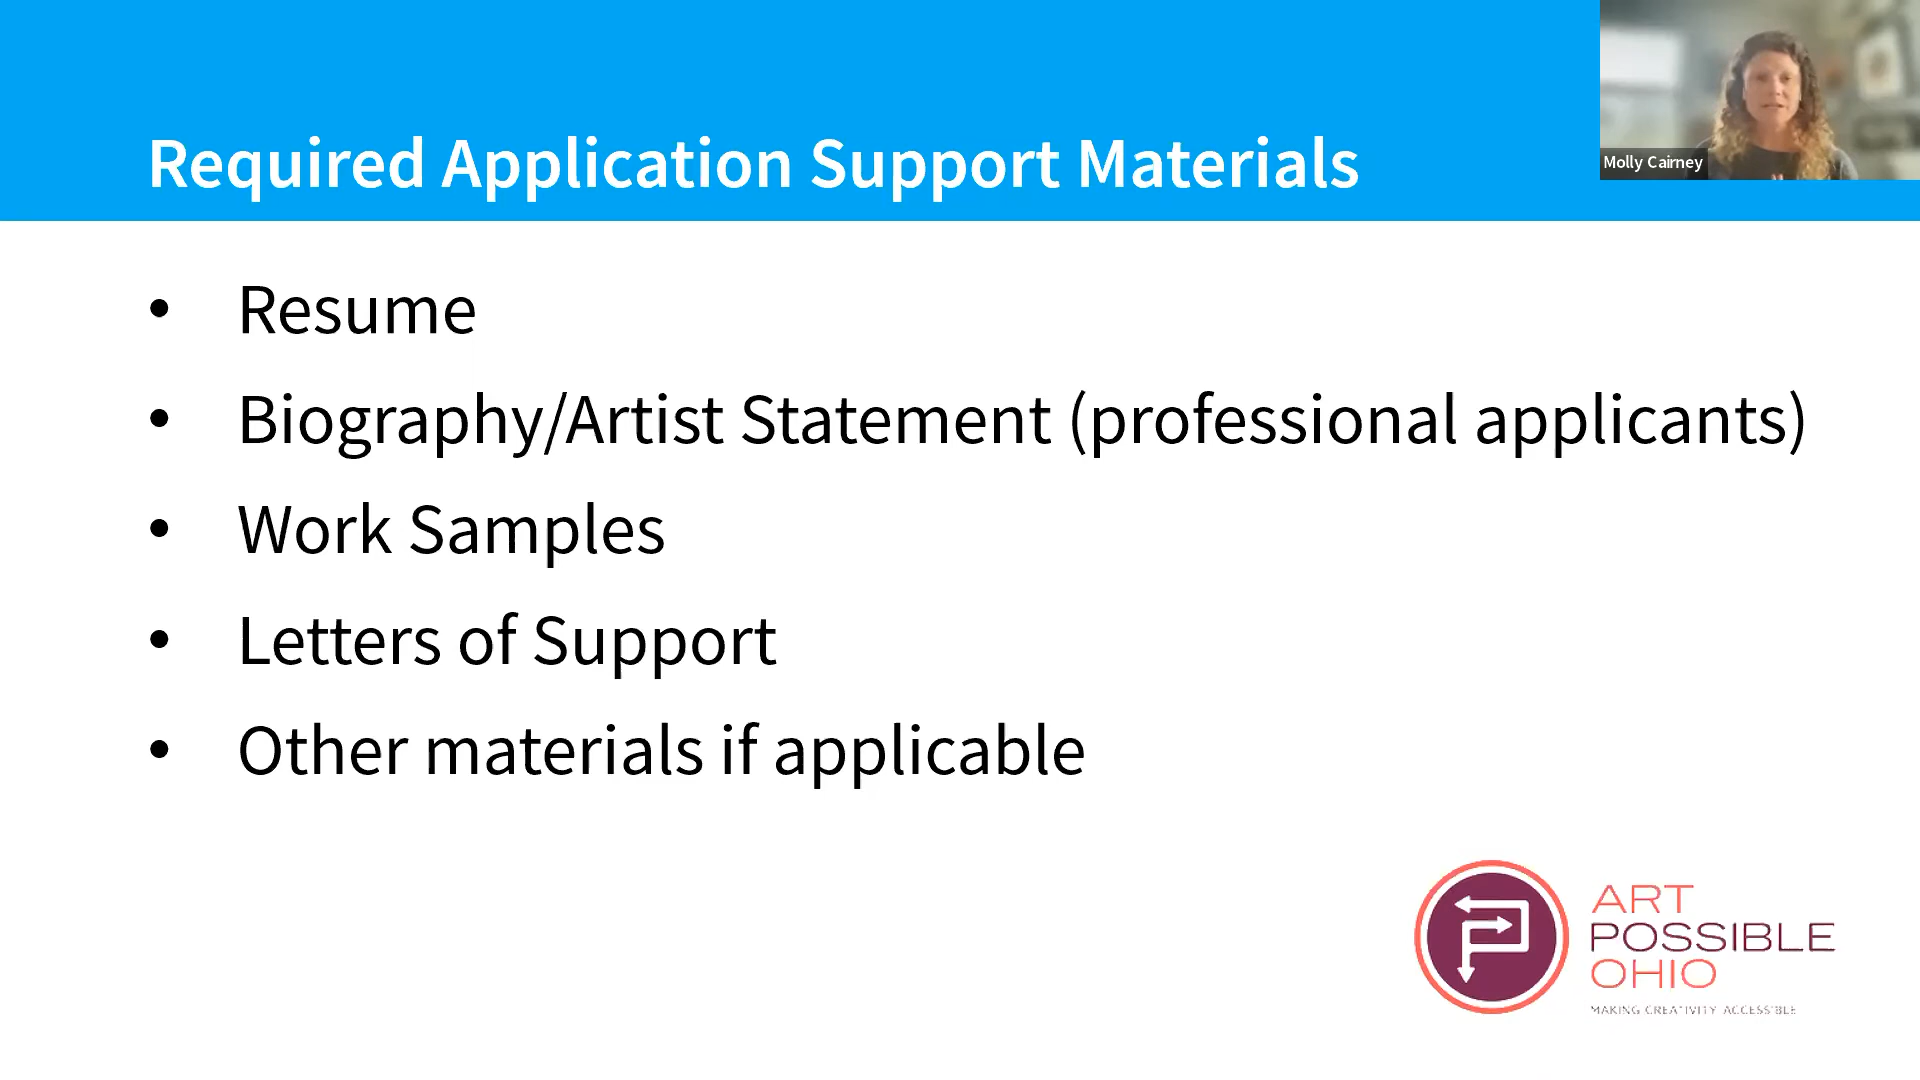 Required Application Support Materials
Molly Cairney
• Resume
• Biography/Artist Statement (professional applicants)
• Work Samples
• Letters of Support
• Other materials if applicable
ART
POSSIBLE
OHIO
MAKING CREATIVITY ACCESSIBLE